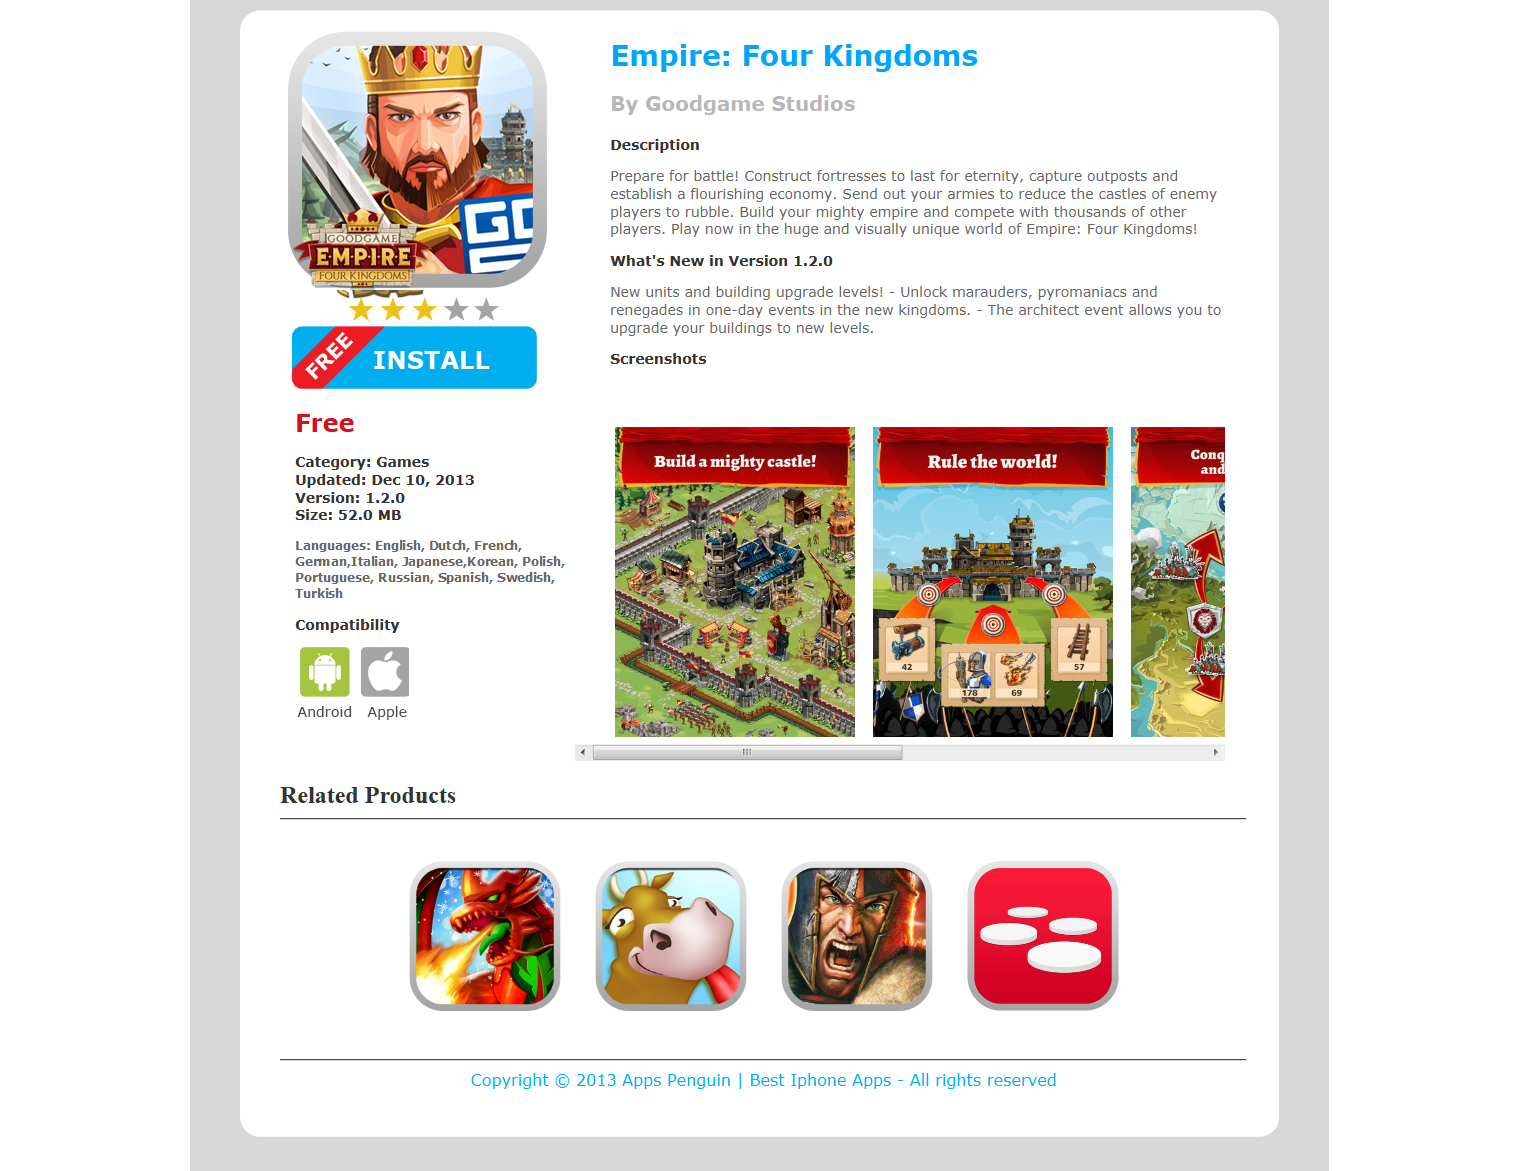 Empire: Four Kingdoms
By Goodgame Studios
Description
Prepare for battle! Construct fortresses to last for eternity, capture outposts and
establish a flourishing economy. Send out your armies to reduce the castles of enemy
players to rubble. Build your mighty empire and compete with thousands of other
players. Play now in the huge and visually unique world of Empire: Four Kingdoms!
What's New in Version 1.2.0
New units and building upgrade levels! - Unlock marauders, pyromaniacs and
renegades in one-day events in the new kingdoms. - The architect event allows you to
upgrade your buildings to new levels.
Screenshots
GOODGAME
EMPIRE
FOUR KINGDOMS
FREE
INSTALL
Free
Category: Games
Updated: Dec 10, 2013
Version: 1.2.0
Size: 52.0 MB
Languages: English, Dutch, French,
German,Italian, Japanese,Korean, Polish,
Portuguese, Russian, Spanish, Swedish,
Turkish
Compatibility
Android Apple
Build a mighty castle!
Rule the world!
42
178
69
57
Conq
and
Related Products
Copyright © 2013 Apps Penguin | Best Iphone Apps - All rights reserved